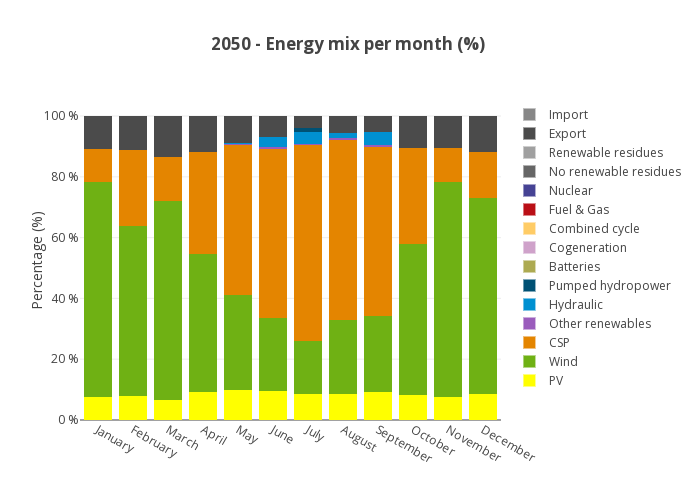 2050 - Energy mix per month (%)
100 %
80 %
60 %
40 %
20 %
0 %
Percentage (%)
January
February
March
April
May
June
July
August
September
October
November
December
Import
Export
Renewable residues
No renewable residues
Nuclear
Fuel & Gas
Combined cycle
Cogeneration
Batteries
Pumped hydropower
Hydraulic
Other renewables
CSP
Wind
PV